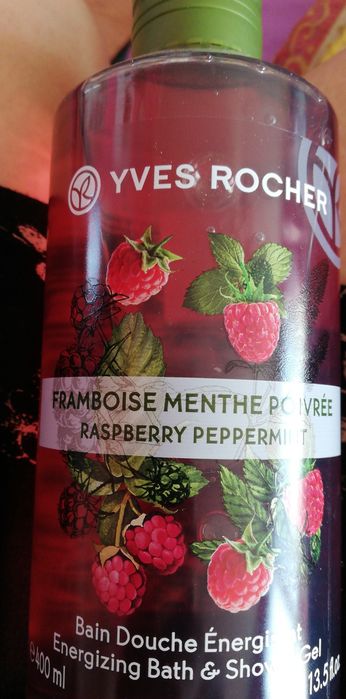 YVES ROCHER
FRAMBOISE MENTHE POIVRÉE
RASPBERRY PEPPERMINT
Bain Douche Énergisant
Energizing Bath & Shower Gel
℮400 ml
13.5 fl.oz